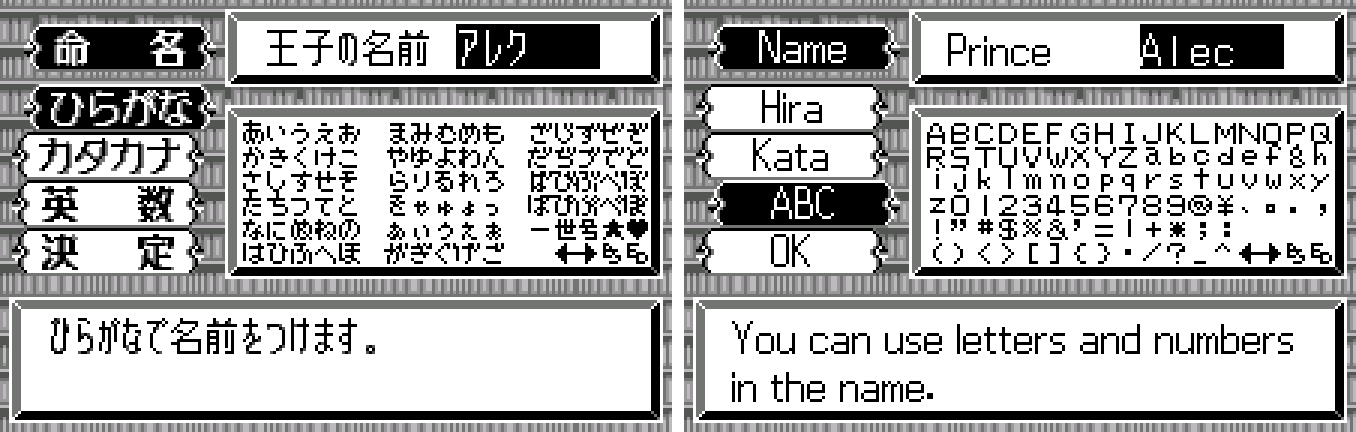 命 名
王子の名前 アレク
ひらがな
カタカナ
英 数
決 定
あいうえお まみむめも ざじずぜぞ
かきくけこ やゆよわん だぢづでど
さしすせそ らりるれろ ばびぶべぼ
たちつてと をゃゅょっ ぱぴぷぺぽ
なにぬねの ぁぃぅぇぉ ー世号★♥
はひふへほ がぎぐげご
ひらがなで名前をつけます。
Name
Prince Alec
Hira
Kata
ABC
OK
ABCDEFGHIJKLMNOPQ
RSTUVWXYZabcdefgh
ijklmnopqrstuvwxy
z0123456789®¥、。.,
!"#$%&'=|+*;:
()<>[]{}・/?_^
You can use letters and numbers
in the name.